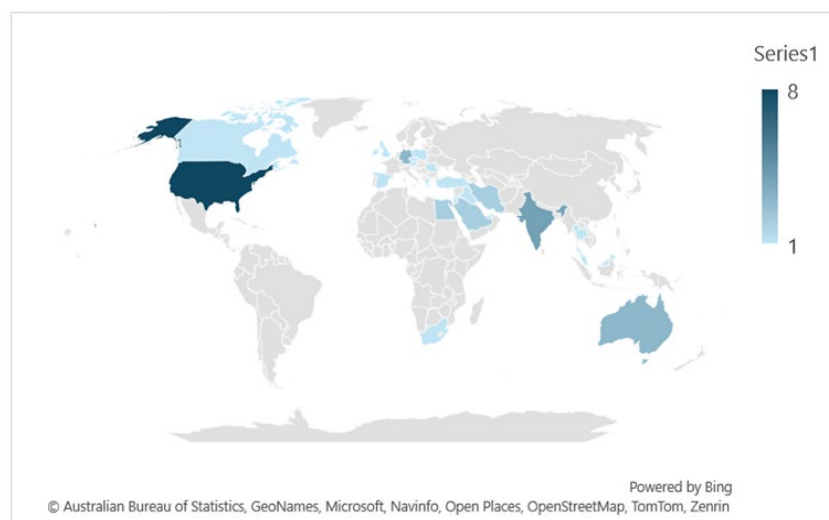 Series1
8
1
Powered by Bing
© Australian Bureau of Statistics, GeoNames, Microsoft, Navinfo, Open Places, OpenStreetMap, TomTom, Zenrin